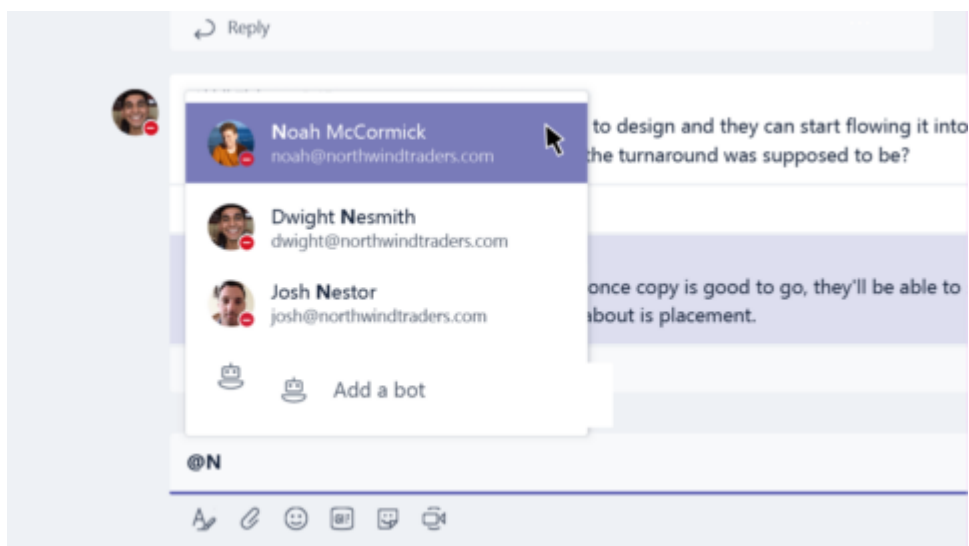 Reply
Noah McCormick
noah@northwindtraders.com
to design and they can start flowing it into
the turnaround was supposed to be?
Dwight Nesmith
dwight@northwindtraders.com
Josh Nestor
josh@northwindtraders.com
once copy is good to go, they'll be able to
about is placement.
Add a bot
@N
GIF